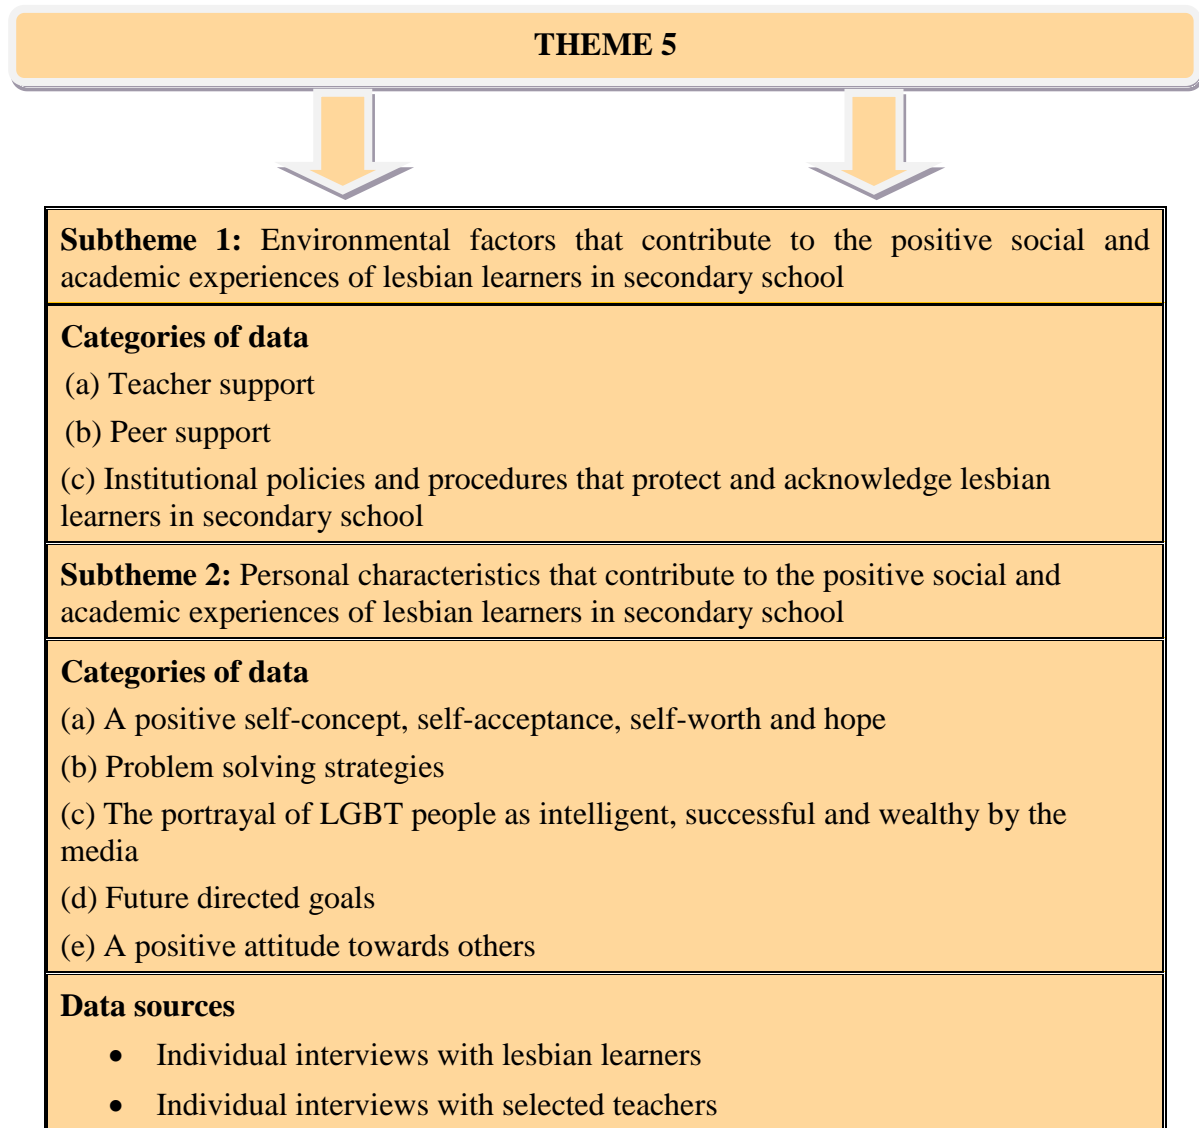 THEME 5
Subtheme 1: Environmental factors that contribute to the positive social and
academic experiences of lesbian learners in secondary school
Categories of data
(a) Teacher support
(b) Peer support
(c) Institutional policies and procedures that protect and acknowledge lesbian
learners in secondary school
Subtheme 2: Personal characteristics that contribute to the positive social and
academic experiences of lesbian learners in secondary school
Categories of data
(a) A positive self-concept, self-acceptance, self-worth and hope
(b) Problem solving strategies
(c) The portrayal of LGBT people as intelligent, successful and wealthy by the
media
(d) Future directed goals
(e) A positive attitude towards others
Data sources
• Individual interviews with lesbian learners
• Individual interviews with selected teachers